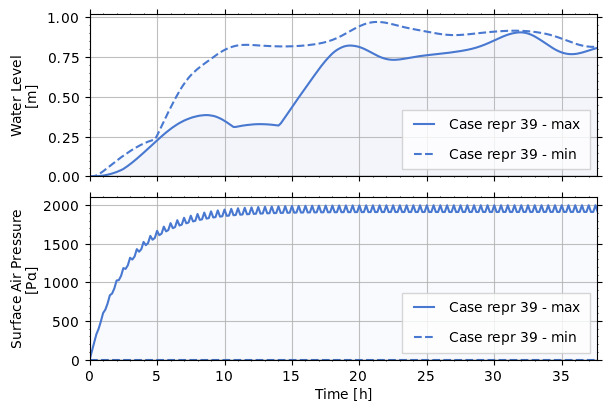 1.00
0.75
0.50
0.25
0.00
Water Level
[m]
Case repr 39 - max
Case repr 39 - min
2000
1500
1000
500
0
Surface Air Pressure
[Pa]
Case repr 39 - max
Case repr 39 - min
0 5 10 15 20 25 30 35
Time [h]